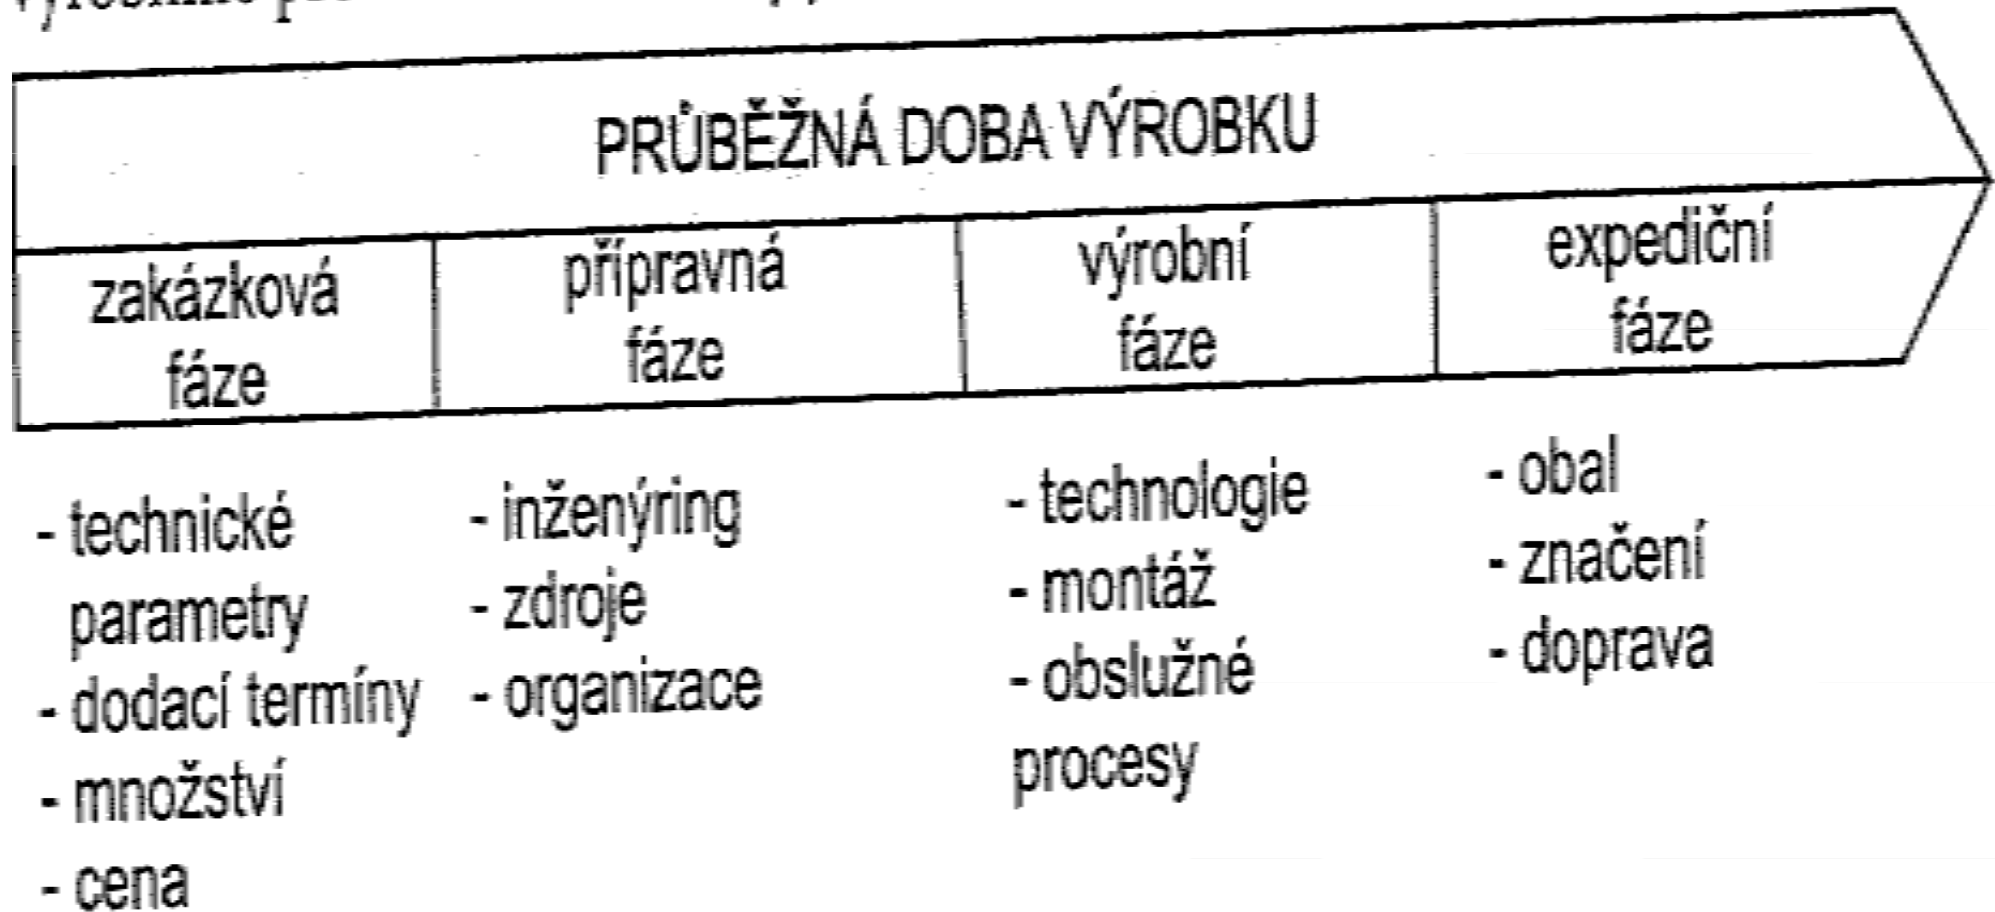 PRŮBĚŽNÁ DOBA VÝROBKU
zakázková
fáze
přípravná
fáze
výrobní
fáze
expediční
fáze
- technické
parametry
- dodací termíny
- množství
- cena
- inženýring
- zdroje
- organizace
- technologie
- montáž
- obslužné
procesy
- obal
- značení
- doprava